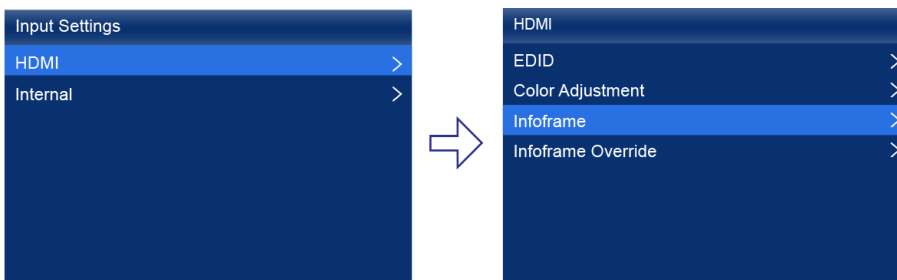 Input Settings
HDMI
Internal
HDMI
EDID
Color Adjustment
Infoframe
Infoframe Override